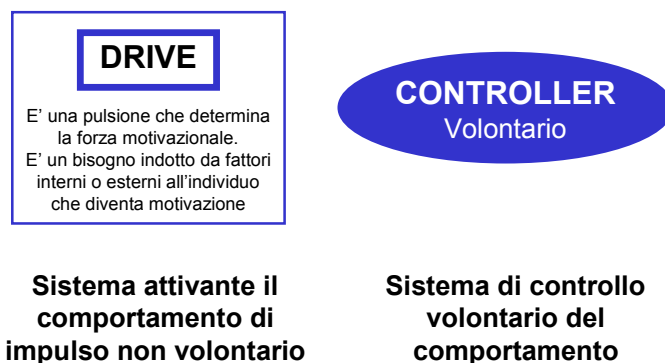 DRIVE
E' una pulsione che determina
la forza motivazionale.
E' un bisogno indotto da fattori
interni o esterni all'individuo
che diventa motivazione
CONTROLLER
Volontario
Sistema attivante il
comportamento di
impulso non volontario
Sistema di controllo
volontario del
comportamento